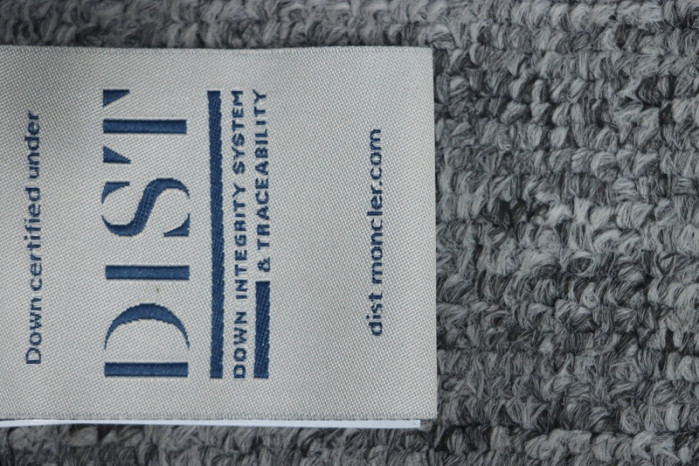 Down certified under
DIST
DOWN INTEGRITY SYSTEM
& TRACEABILITY
dist moncler.com